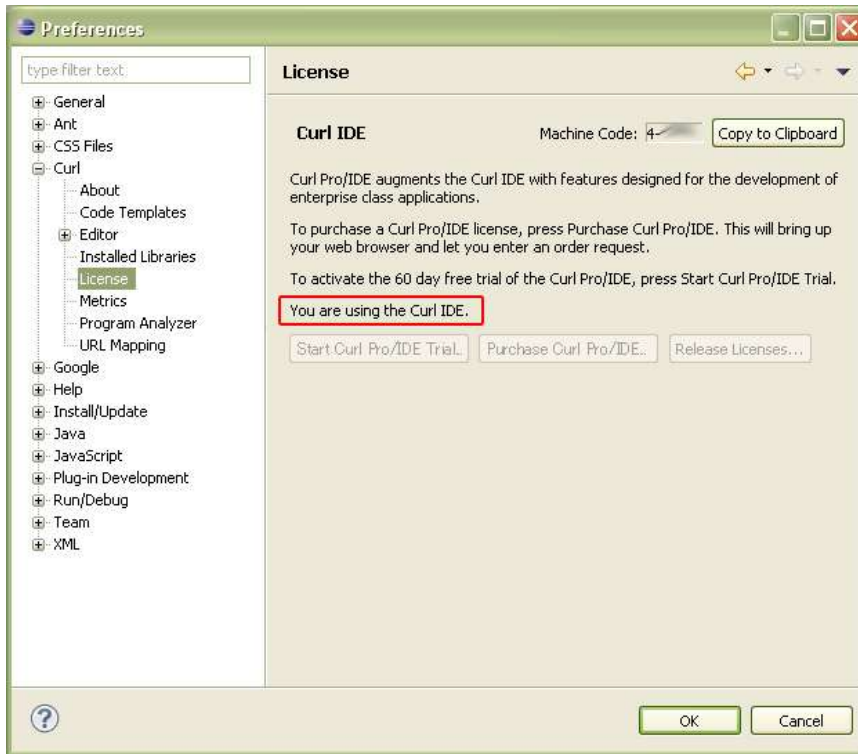 Preferences
type filter text
License
General
Ant
CSS Files
Curl
About
Code Templates
Editor
Installed Libraries
License
Metrics
Program Analyzer
URL Mapping
Google
Help
Install/Update
Java
JavaScript
Plug-in Development
Run/Debug
Team
XML
Curl IDE
Machine Code: 4-
Copy to Clipboard
Curl Pro/IDE augments the Curl IDE with features designed for the development of
enterprise class applications.
To purchase a Curl Pro/IDE license, press Purchase Curl Pro/IDE. This will bring up
your web browser and let you enter an order request.
To activate the 60 day free trial of the Curl Pro/IDE, press Start Curl Pro/IDE Trial.
You are using the Curl IDE.
Start Curl Pro/IDE Trial..
Purchase Curl Pro/IDE..
Release Licenses...
OK
Cancel